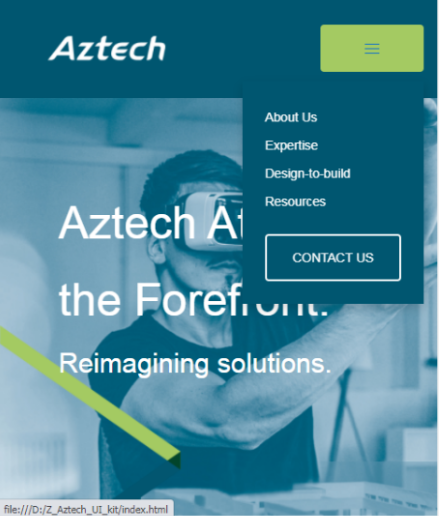 Aztech
About Us
Expertise
Design-to-build
Resources
CONTACT US
Aztech At
the Forefront.
Reimagining solutions.
file:///D:/Z_Aztech_UI_kit/index.html